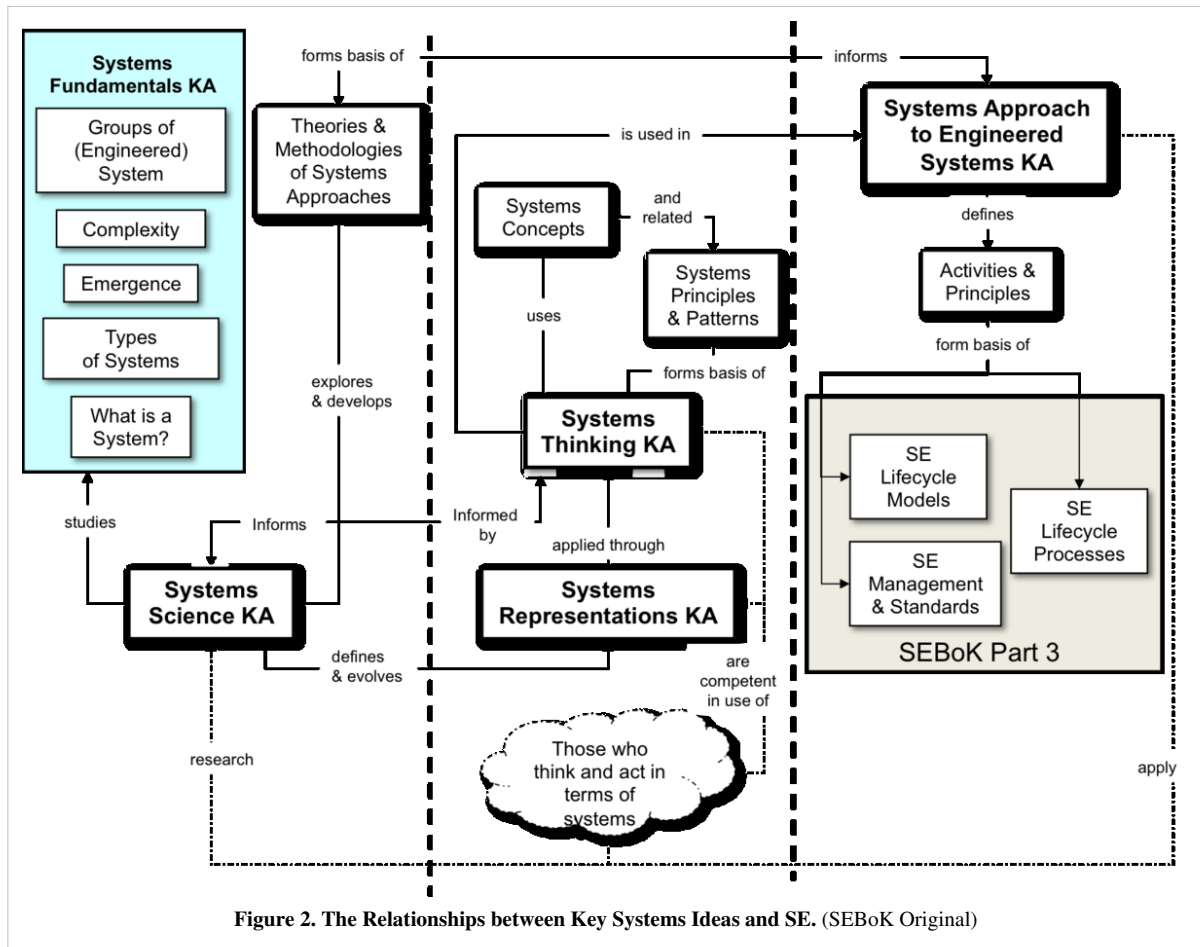 Systems
Fundamentals KA
Groups of
(Engineered)
System
Complexity
Emergence
Types
of Systems
What is a
System?
studies
Systems
Science KA
research
forms basis of
Theories &
Methodologies
of Systems
Approaches
explores
& develops
Informs
defines
& evolves
informs
is used in
Systems
Concepts
and
related
Systems
Principles
& Patterns
uses
forms basis of
Systems
Thinking KA
Informed
by
applied through
Systems
Representations KA
are
competent
in use of
Those who
think and act in
terms of
systems
Systems Approach
to Engineered
Systems KA
defines
Activities &
Principles
form basis of
SE
Lifecycle
Models
SE
Lifecycle
Processes
SE
Management
& Standards
SEBoK Part 3
apply
Figure 2. The Relationships between Key Systems Ideas and SE. (SEBoK Original)